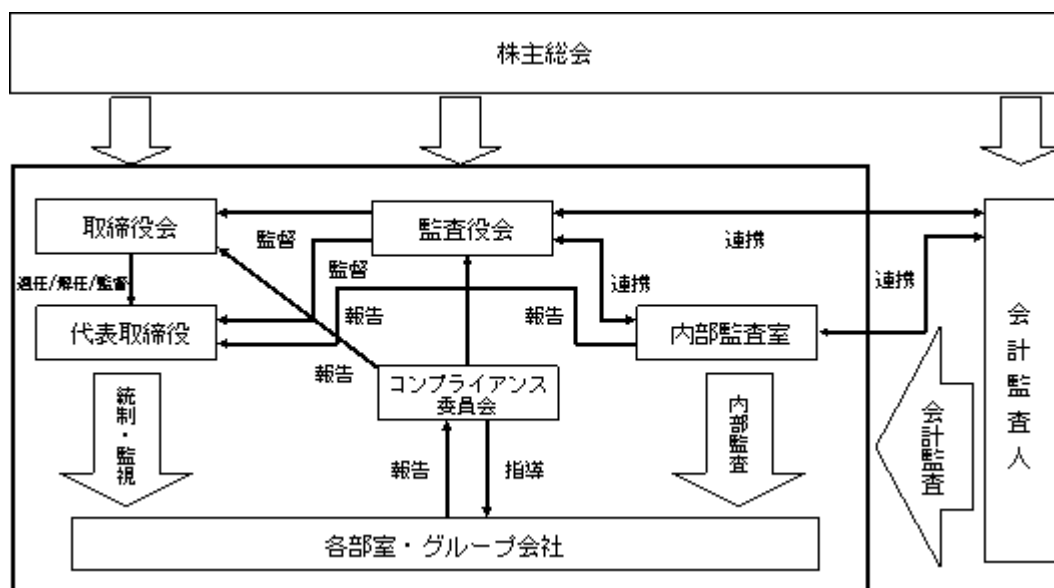 株主総会
取締役会
監査役会
監督
連携
監督
選任/解任/監督
連携
連携
代表取締役
報告
報告
内部監査室
報告
コンプライアンス
委員会
統制・監視
内部監査
会計監査
会計監査人
報告
指導
各部室・グループ会社